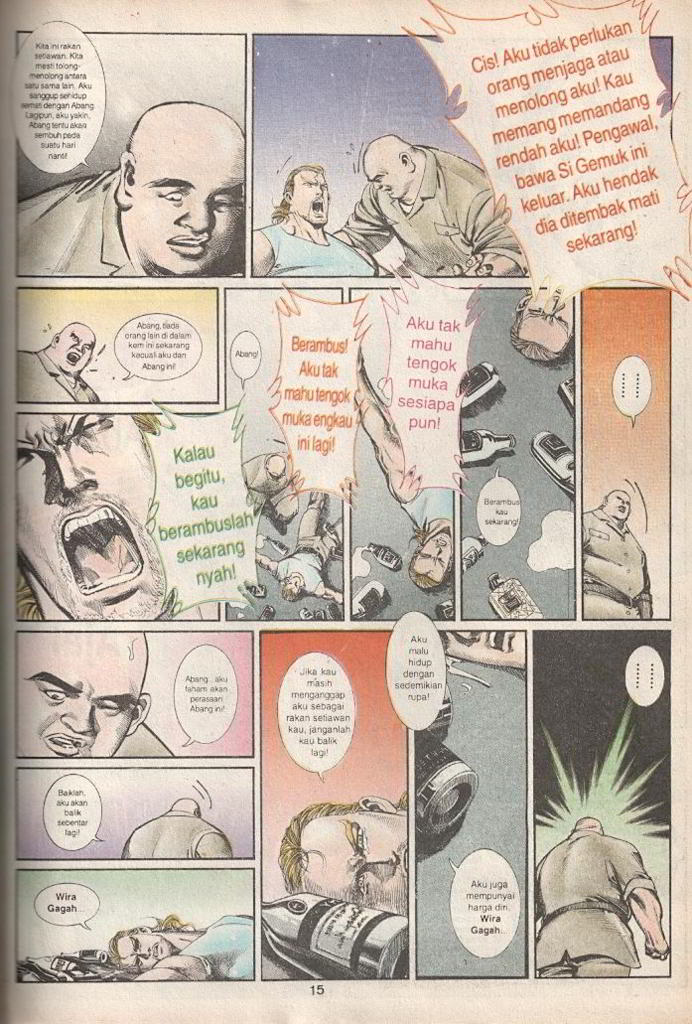 Kita ini rakan
setiawan. Kita
mesti tolong-
menolong antara
satu sama lain. Aku
sanggup sehidup
semati dengan Abang.
Lagipun, aku yakin,
Abang tentu akan
sembuh pada
suatu hari
nanti!
Cis! Aku tidak perlukan
orang menjaga atau
menolong aku! Kau
memang memandang
rendah aku! Pengawal,
bawa Si Gemuk ini
keluar. Aku hendak
dia ditembak mati
sekarang!
Abang, tiada
orang lain di dalam
kem ini sekarang
kecuali aku dan
Abang ini!
Kalau
begitu,
kau
berambuslah
sekarang
nyah!
Abang!
Berambus!
Aku tak
mahu tengok
muka engkau
ini lagi!
Aku tak
mahu
tengok
muka
sesiapa
pun!
Berambus
kau
sekarang!
Abang... aku
faham akan
perasaan
Abang ini!
Baiklah,
aku akan
balik
sebentar
lagi!
Wira
Gagah...
Jika kau
masih
menganggap
aku sebagai
rakan setiawan
kau, janganlah
kau balik
lagi!
Aku
malu
hidup
dengan
sedemikian
rupa!
Aku juga
mempunyai
harga diri,
Wira
Gagah...
15